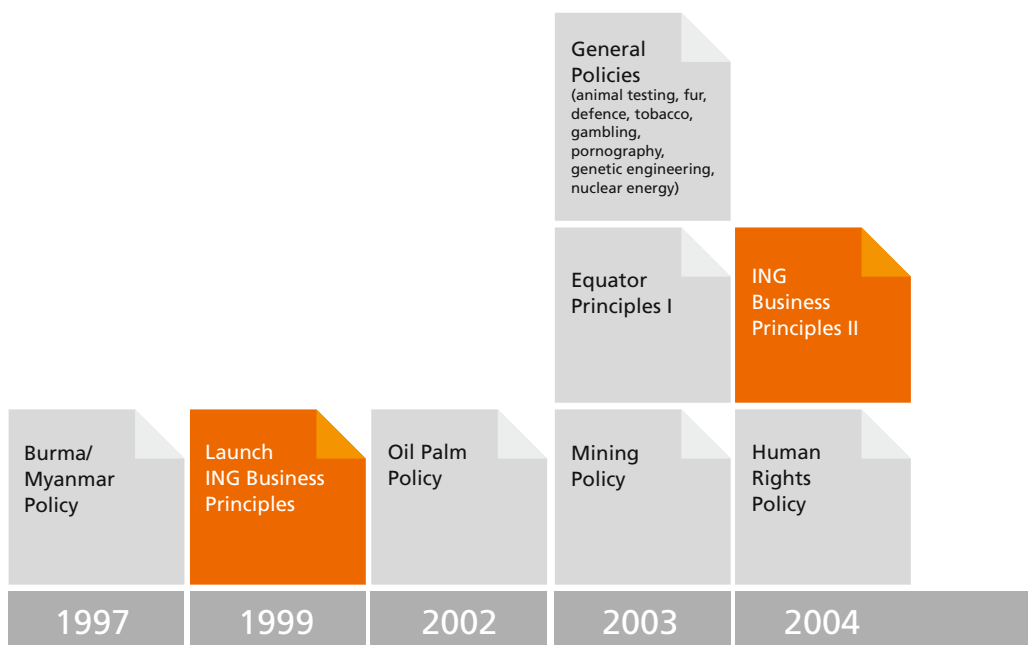 General
Policies
(animal testing, fur,
defence, tobacco,
gambling,
pornography,
genetic engineering,
nuclear energy)
Equator
Principles I
ING
Business
Principles II
Burma/
Myanmar
Policy
Launch
ING Business
Principles
Oil Palm
Policy
Mining
Policy
Human
Rights
Policy
1997
1999
2002
2003
2004